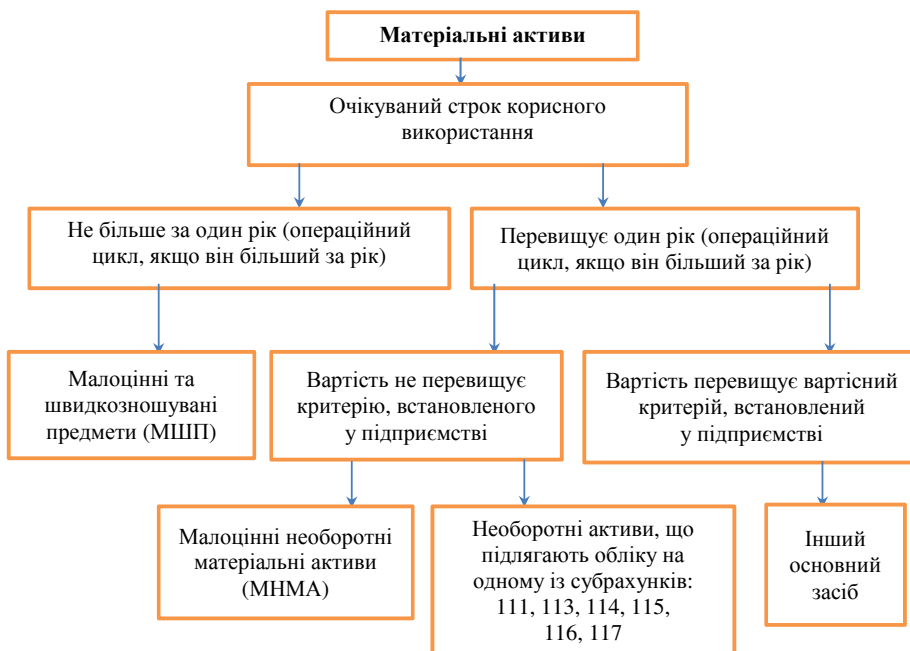 Матеріальні активи
Очікуваний строк корисного
використання
Не більше за один рік (операційний
цикл, якщо він більший за рік)
Перевищує один рік (операційний
цикл, якщо він більший за рік)
Малоцінні та
швидкозношувані
предмети (МШП)
Вартість не перевищує
критерію, встановленого
у підприємстві
Вартість перевищує вартісний
критерій, встановлений
у підприємстві
Малоцінні необоротні
матеріальні активи
(МНМА)
Необоротні активи, що
підлягають обліку на
одному із субрахунків:
111, 113, 114, 115,
116, 117
Інший
основний
засіб